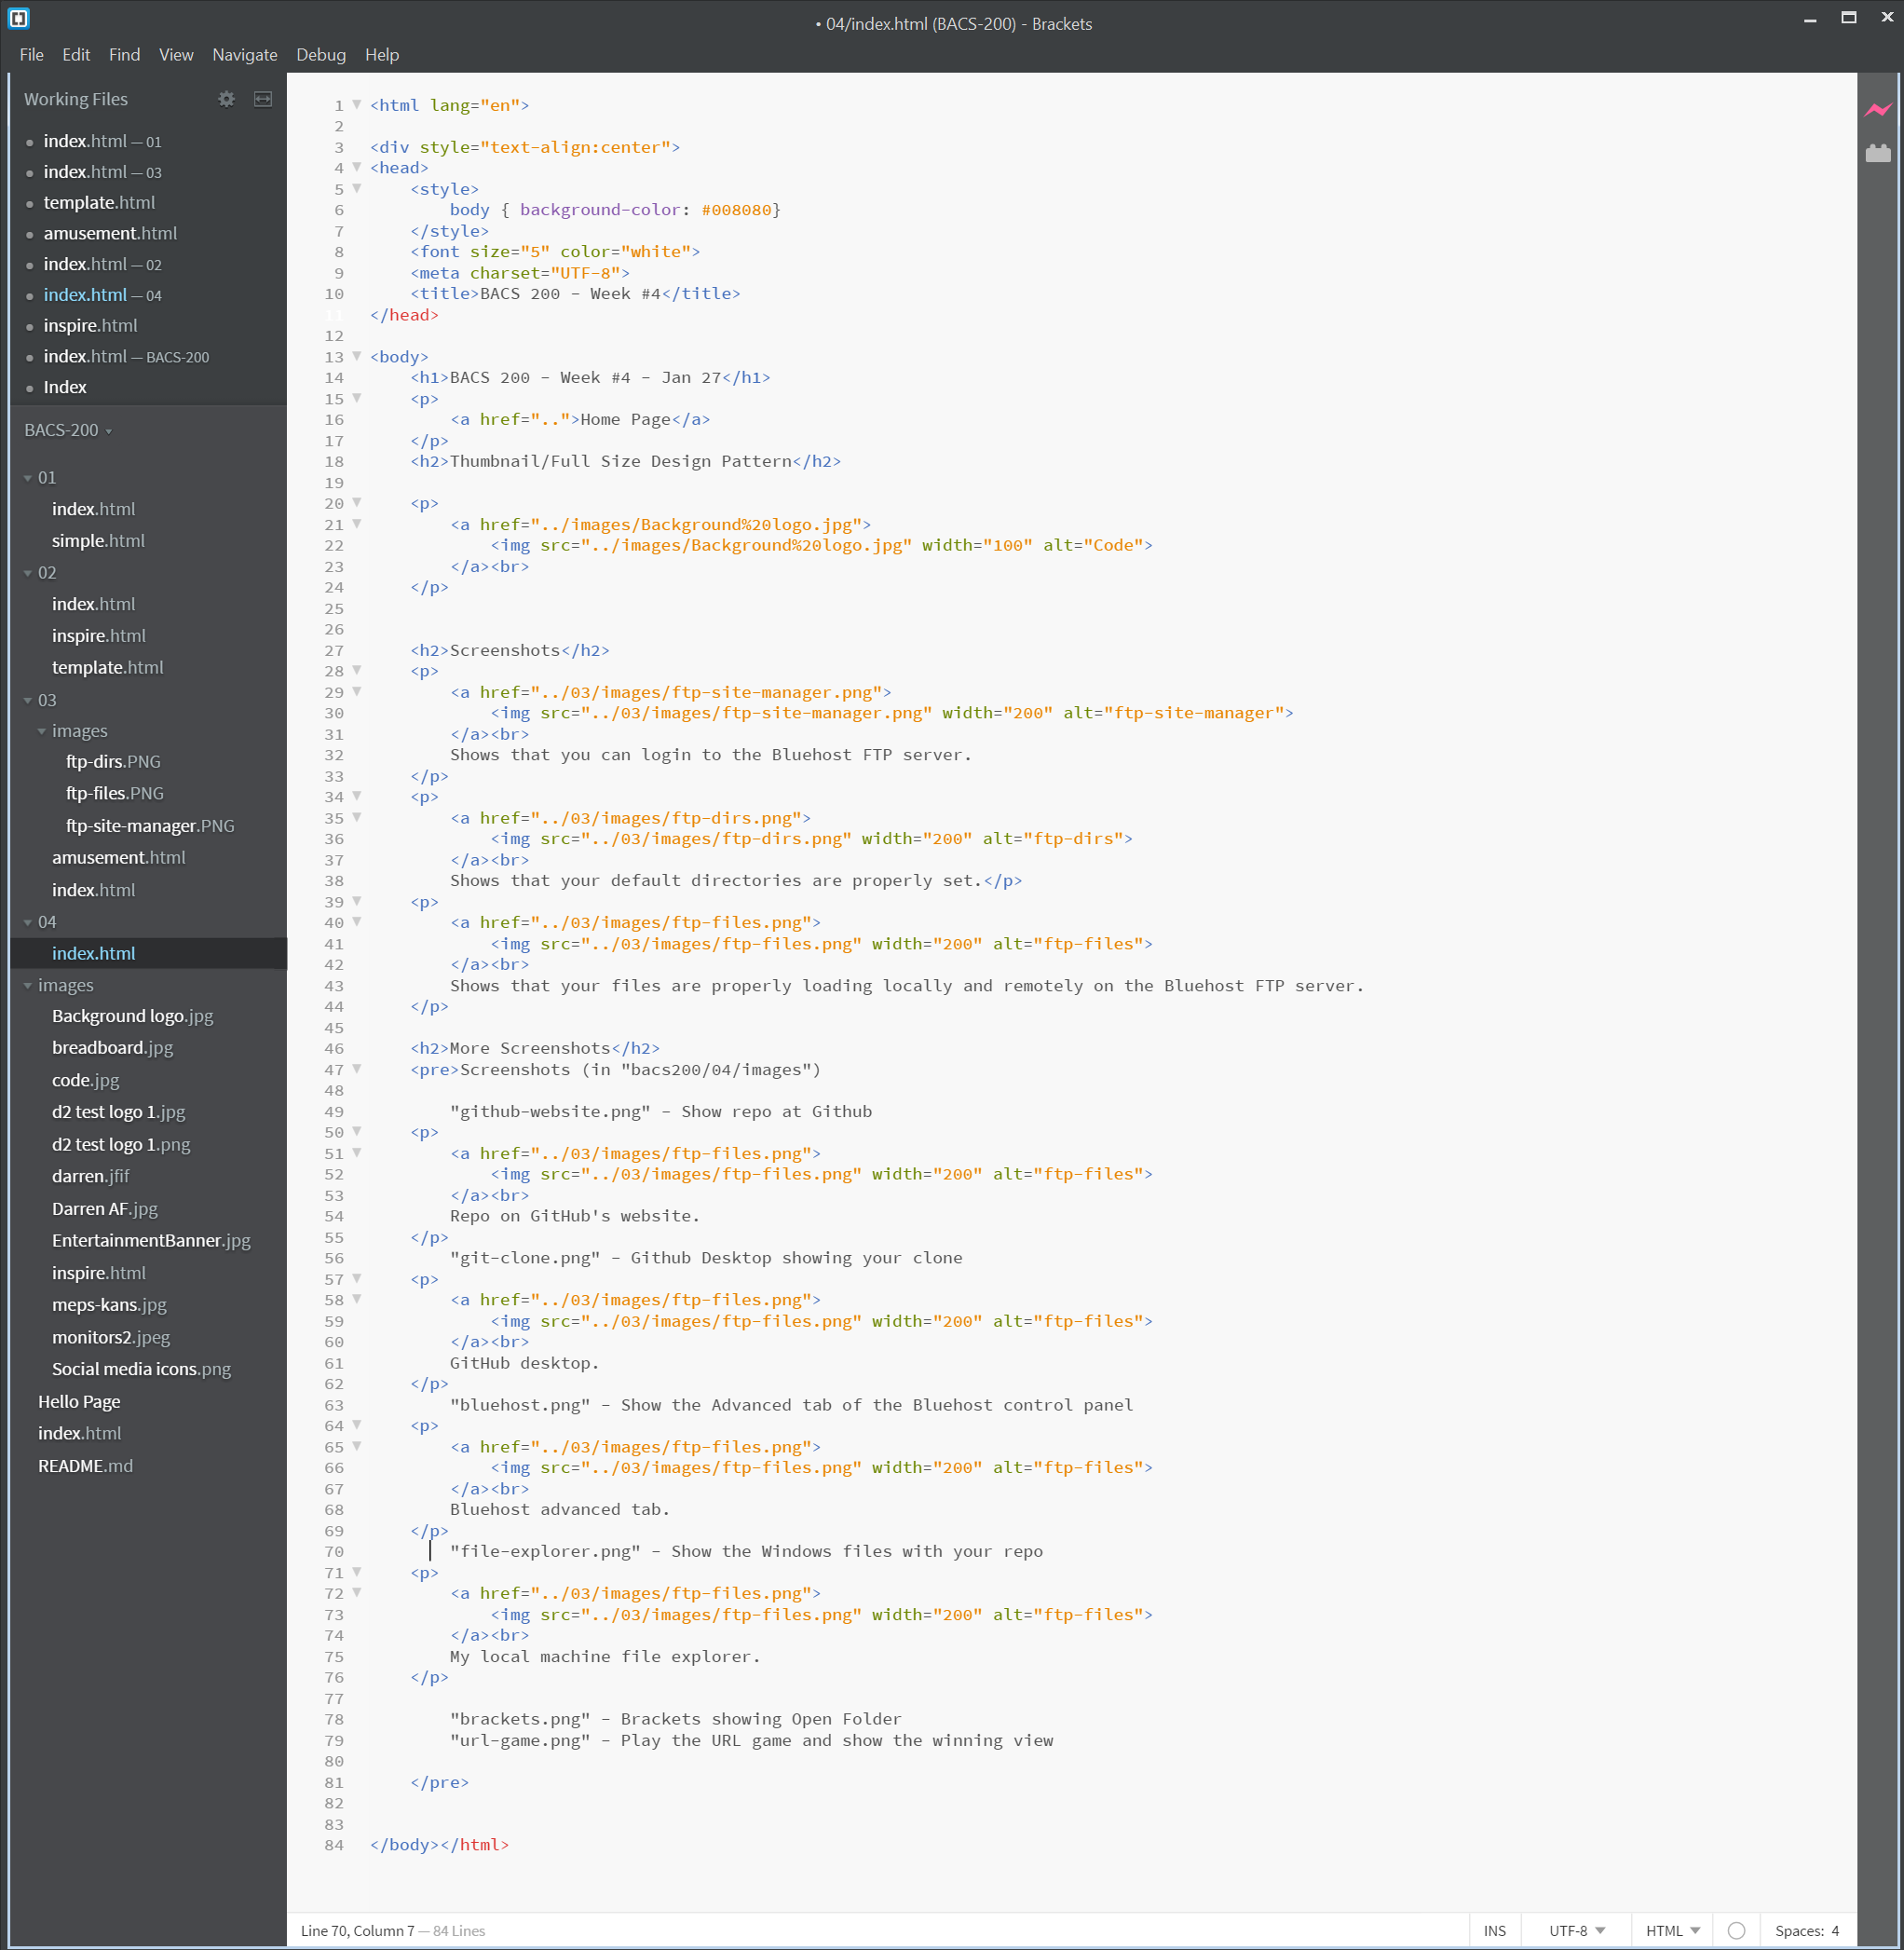 • 04/index.html (BACS-200) - Brackets
File Edit Find View Navigate Debug Help
Working Files
index.html — 01
index.html — 03
template.html
amusement.html
index.html — 02
index.html — 04
inspire.html
index.html — BACS-200
Index
BACS-200
01
index.html
simple.html
02
index.html
inspire.html
template.html
03
images
ftp-dirs.PNG
ftp-files.PNG
ftp-site-manager.PNG
amusement.html
index.html
04
index.html
images
Background logo.jpg
breadboard.jpg
code.jpg
d2 test logo 1.jpg
d2 test logo 1.png
darren.jfif
Darren AF.jpg
EntertainmentBanner.jpg
inspire.html
meps-kans.jpg
monitors2.jpeg
Social media icons.png
Hello Page
index.html
README.md
1 <html lang="en">
2
3 <div style="text-align:center">
4 <head>
5 <style>
6 body { background-color: #008080}
7 </style>
8 <font size="5" color="white">
9 <meta charset="UTF-8">
10 <title>BACS 200 - Week #4</title>
11 </head>
12
13 <body>
14 <h1>BACS 200 - Week #4 - Jan 27</h1>
15 <p>
16 <a href="..">Home Page</a>
17 </p>
18 <h2>Thumbnail/Full Size Design Pattern</h2>
19
20 <p>
21 <a href="../images/Background%20logo.jpg">
22 <img src="../images/Background%20logo.jpg" width="100" alt="Code">
23 </a><br>
24 </p>
25
26
27 <h2>Screenshots</h2>
28 <p>
29 <a href="../03/images/ftp-site-manager.png">
30 <img src="../03/images/ftp-site-manager.png" width="200" alt="ftp-site-manager">
31 </a><br>
32 Shows that you can login to the Bluehost FTP server.
33 </p>
34 <p>
35 <a href="../03/images/ftp-dirs.png">
36 <img src="../03/images/ftp-dirs.png" width="200" alt="ftp-dirs">
37 </a><br>
38 Shows that your default directories are properly set.</p>
39 <p>
40 <a href="../03/images/ftp-files.png">
41 <img src="../03/images/ftp-files.png" width="200" alt="ftp-files">
42 </a><br>
43 Shows that your files are properly loading locally and remotely on the Bluehost FTP server.
44 </p>
45
46 <h2>More Screenshots</h2>
47 <pre>Screenshots (in "bacs200/04/images")
48
49 "github-website.png" - Show repo at Github
50 <p>
51 <a href="../03/images/ftp-files.png">
52 <img src="../03/images/ftp-files.png" width="200" alt="ftp-files">
53 </a><br>
54 Repo on GitHub's website.
55 </p>
56 "git-clone.png" - Github Desktop showing your clone
57 <p>
58 <a href="../03/images/ftp-files.png">
59 <img src="../03/images/ftp-files.png" width="200" alt="ftp-files">
60 </a><br>
61 GitHub desktop.
62 </p>
63 "bluehost.png" - Show the Advanced tab of the Bluehost control panel
64 <p>
65 <a href="../03/images/ftp-files.png">
66 <img src="../03/images/ftp-files.png" width="200" alt="ftp-files">
67 </a><br>
68 Bluehost advanced tab.
69 </p>
70 "file-explorer.png" - Show the Windows files with your repo
71 <p>
72 <a href="../03/images/ftp-files.png">
73 <img src="../03/images/ftp-files.png" width="200" alt="ftp-files">
74 </a><br>
75 My local machine file explorer.
76 </p>
77
78 "brackets.png" - Brackets showing Open Folder
79 "url-game.png" - Play the URL game and show the winning view
80
81 </pre>
82
83
84 </body></html>
Line 70, Column 7 — 84 Lines INS UTF-8 HTML Spaces: 4